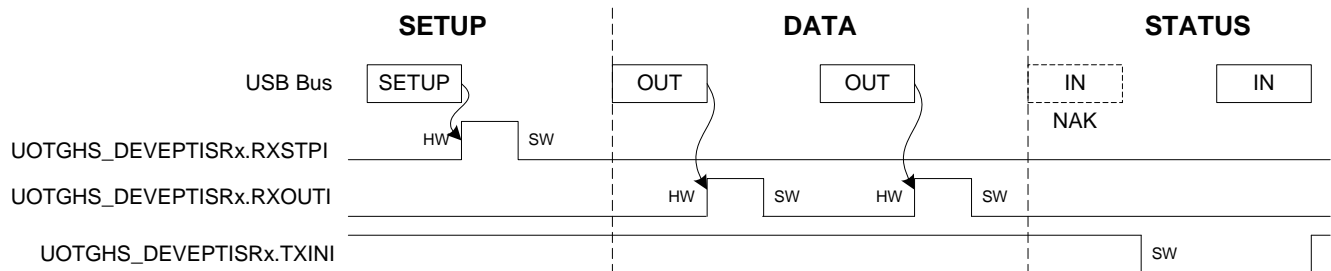 SETUP DATA STATUS
USB Bus SETUP OUT OUT IN IN
NAK
UOTGHS_DEVEPTISRx.RXSTPI HW SW
UOTGHS_DEVEPTISRx.RXOUTI HW SW HW SW
UOTGHS_DEVEPTISRx.TXINI SW